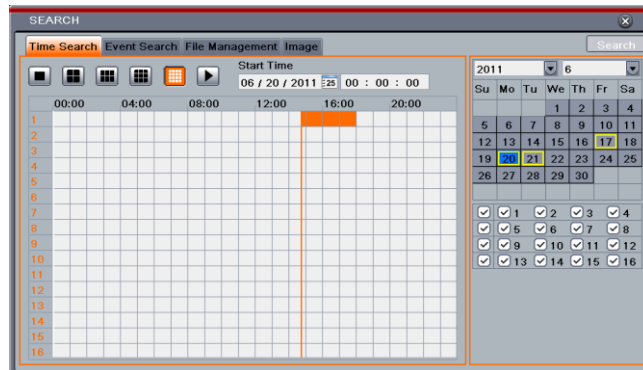 SEARCH
Time Search Event Search File Management Image
Search
Start Time
06 / 20 / 2011 25 00 : 00 : 00
00:00 04:00 08:00 12:00 16:00 20:00
1
2
3
4
5
6
7
8
9
10
11
12
13
14
15
16
2011 6
Su Mo Tu We Th Fr Sa
1 2 3 4
5 6 7 8 9 10 11
12 13 14 15 16 17 18
19 20 21 22 23 24 25
26 27 28 29 30
1 2 3 4
5 6 7 8
9 10 11 12
13 14 15 16